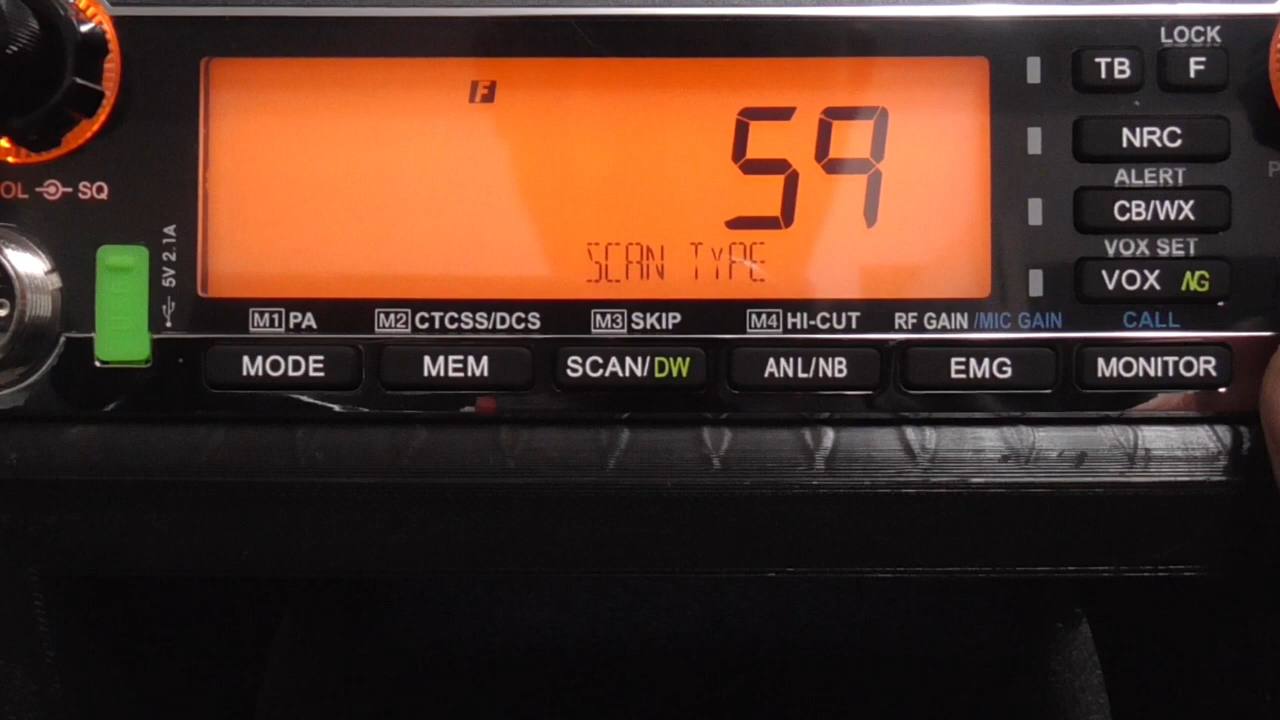 LOCK
TB F
F
59
NRC
OL SQ
ALERT
CB/WX
5V 2.1A
SCAN TYPE
VOX SET
VOX NG
M1 PA M2 CTCSS/DCS M3 SKIP M4 HI-CUT RF GAIN /MIC GAIN CALL
MODE MEM SCAN/DW ANL/NB EMG MONITOR